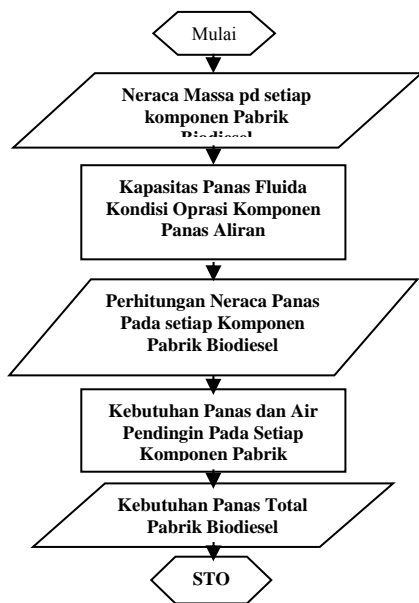 Mulai
Neraca Massa pd setiap
komponen Pabrik
Biodiesel
Kapasitas Panas Fluida
Kondisi Oprasi Komponen
Panas Aliran
Perhitungan Neraca Panas
Pada setiap Komponen
Pabrik Biodiesel
Kebutuhan Panas dan Air
Pendingin Pada Setiap
Komponen Pabrik
Kebutuhan Panas Total
Pabrik Biodiesel
STO